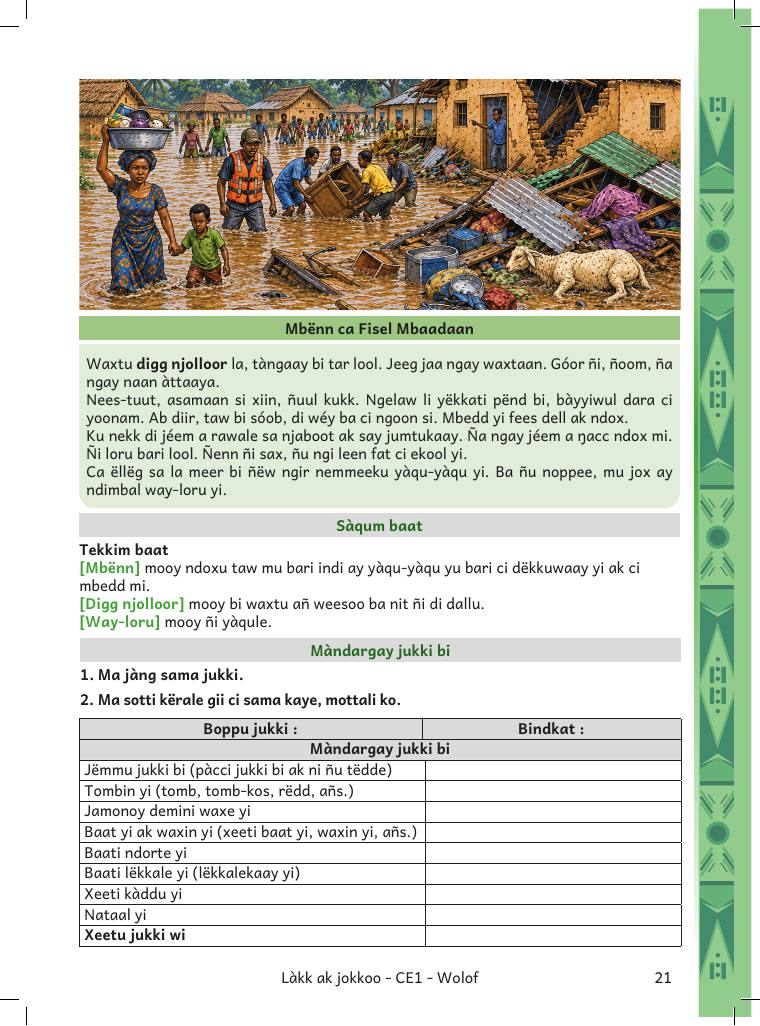 Mbënn ca Fisel Mbaadaan
Waxtu digg njolloor la, tàngaay bi tar lool. Jeeg jaa ngay waxtaan. Góor ñi, ñoom, ña
ngay naan àttaaya.
Nees-tuut, asamaan si xiin, ñuul kukk. Ngelaw li yëkkati pënd bi, bàyyiwul dara ci
yoonam. Ab diir, taw bi sóob, di wéy ba ci ngoon si. Mbedd yi fees dell ak ndox.
Ku nekk di jéem a rawale sa njaboot ak say jumtukaay. Ña ngay jéem a ŋacc ndox mi.
Ñi loru bari lool. Ñenn ñi sax, ñu ngi leen fat ci ekool yi.
Ca ëllëg sa la meer bi ñëw ngir nemmeeku yàqu-yàqu yi. Ba ñu noppee, mu jox ay
ndimbal way-loru yi.
Sàqum baat
Tekkim baat
[Mbënn] mooy ndoxu taw mu bari indi ay yàqu-yàqu yu bari ci dëkkuwaay yi ak ci
mbedd mi.
[Digg njolloor] mooy bi waxtu añ weesoo ba nit ñi di dallu.
[Way-loru] mooy ñi yàqule.
Màndargay jukki bi
1. Ma jàng sama jukki.
2. Ma sotti kërale gii ci sama kaye, mottali ko.
Boppu jukki : Bindkat :
Màndargay jukki bi
Jëmmu jukki bi (pàcci jukki bi ak ni ñu tëdde)
Tombin yi (tomb, tomb-kos, rëdd, añs.)
Jamonoy demini waxe yi
Baat yi ak waxin yi (xeeti baat yi, waxin yi, añs.)
Baati ndorte yi
Baati lëkkale yi (lëkkalekaay yi)
Xeeti kàddu yi
Nataal yi
Xeetu jukki wi
Làkk ak jokkoo - CE1 - Wolof 21